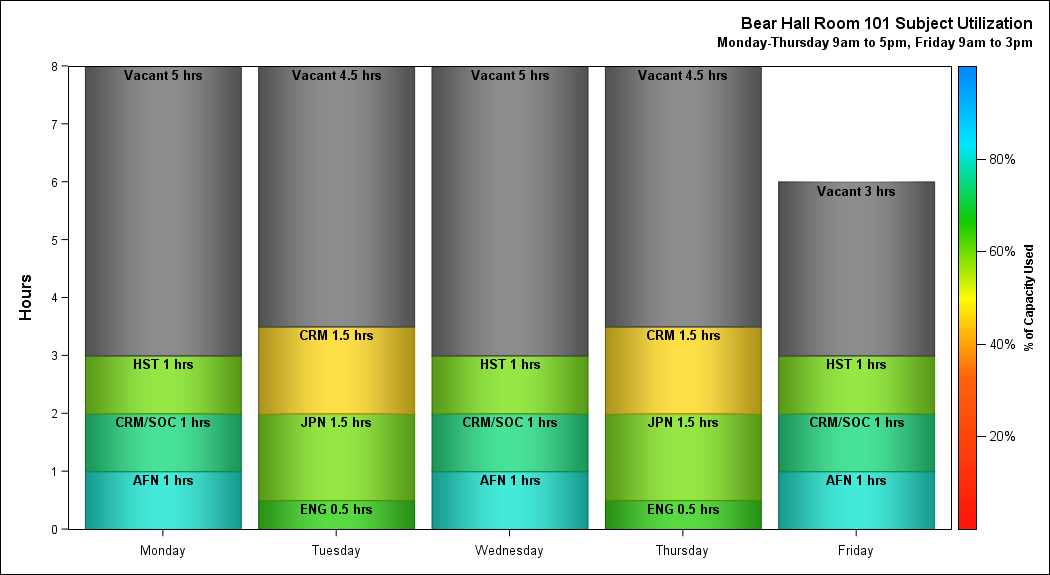 Bear Hall Room 101 Subject Utilization
Monday-Thursday 9am to 5pm, Friday 9am to 3pm
Hours
8
7
6
5
4
3
2
1
0
Vacant 5 hrs
HST 1 hrs
CRM/SOC 1 hrs
AFN 1 hrs
Monday
Vacant 4.5 hrs
CRM 1.5 hrs
JPN 1.5 hrs
ENG 0.5 hrs
Tuesday
Vacant 5 hrs
HST 1 hrs
CRM/SOC 1 hrs
AFN 1 hrs
Wednesday
Vacant 4.5 hrs
CRM 1.5 hrs
JPN 1.5 hrs
ENG 0.5 hrs
Thursday
Vacant 3 hrs
HST 1 hrs
CRM/SOC 1 hrs
AFN 1 hrs
Friday
80%
60%
40%
20%
% of Capacity Used